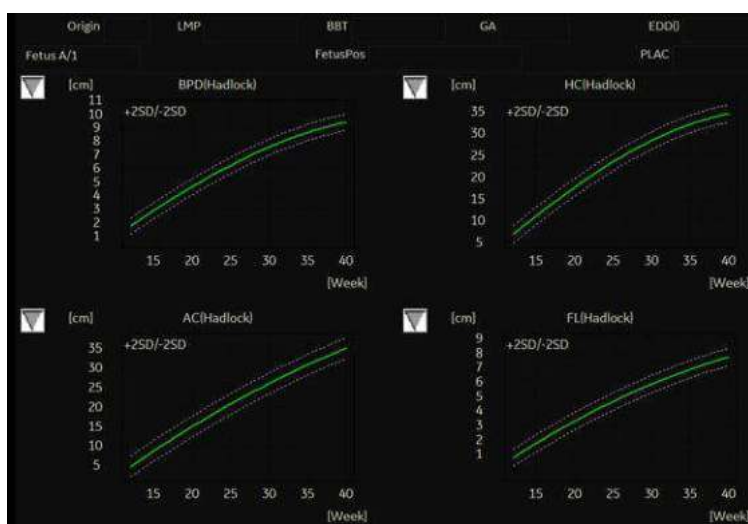 Origin LMP BBT GA EDD()
Fetus A/1 FetusPos PLAC
[cm] BPD(Hadlock)
+2SD/-2SD
11
10
9
8
7
6
5
4
3
2
1
15 20 25 30 35 40
[Week]
[cm] HC(Hadlock)
+2SD/-2SD
35
30
25
20
15
10
5
15 20 25 30 35 40
[Week]
[cm] AC(Hadlock)
+2SD/-2SD
35
30
25
20
15
10
5
15 20 25 30 35 40
[Week]
[cm] FL(Hadlock)
+2SD/-2SD
9
8
7
6
5
4
3
2
1
15 20 25 30 35 40
[Week]